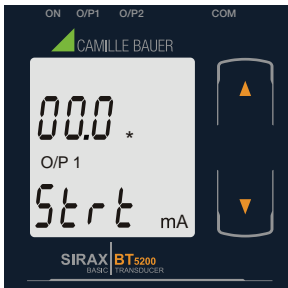 ON O/P1 O/P2 COM
CAMILLE BAUER
00.0 *
O/P 1
Strt mA
SIRAX BT5200
BASIC TRANSDUCER